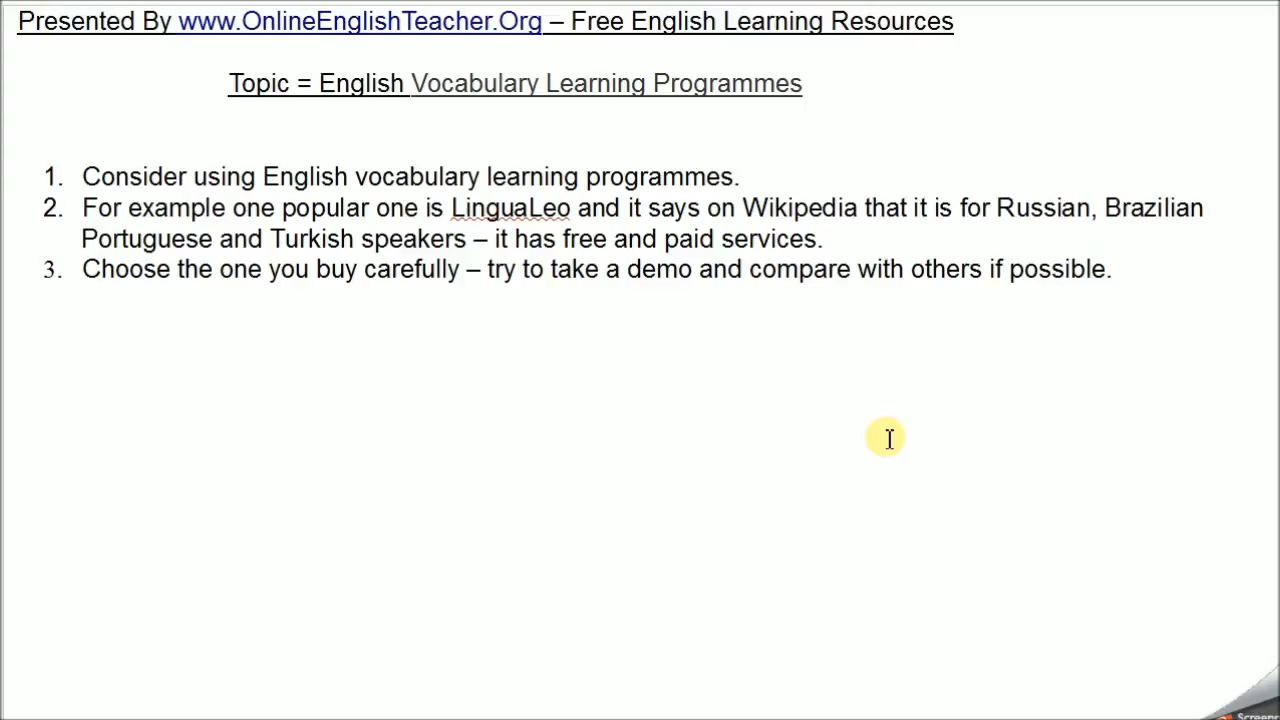 Presented By www.OnlineEnglishTeacher.Org – Free English Learning Resources
Topic = English Vocabulary Learning Programmes
1. Consider using English vocabulary learning programmes.
2. For example one popular one is LinguaLeo and it says on Wikipedia that it is for Russian, Brazilian
Portuguese and Turkish speakers – it has free and paid services.
3. Choose the one you buy carefully – try to take a demo and compare with others if possible.